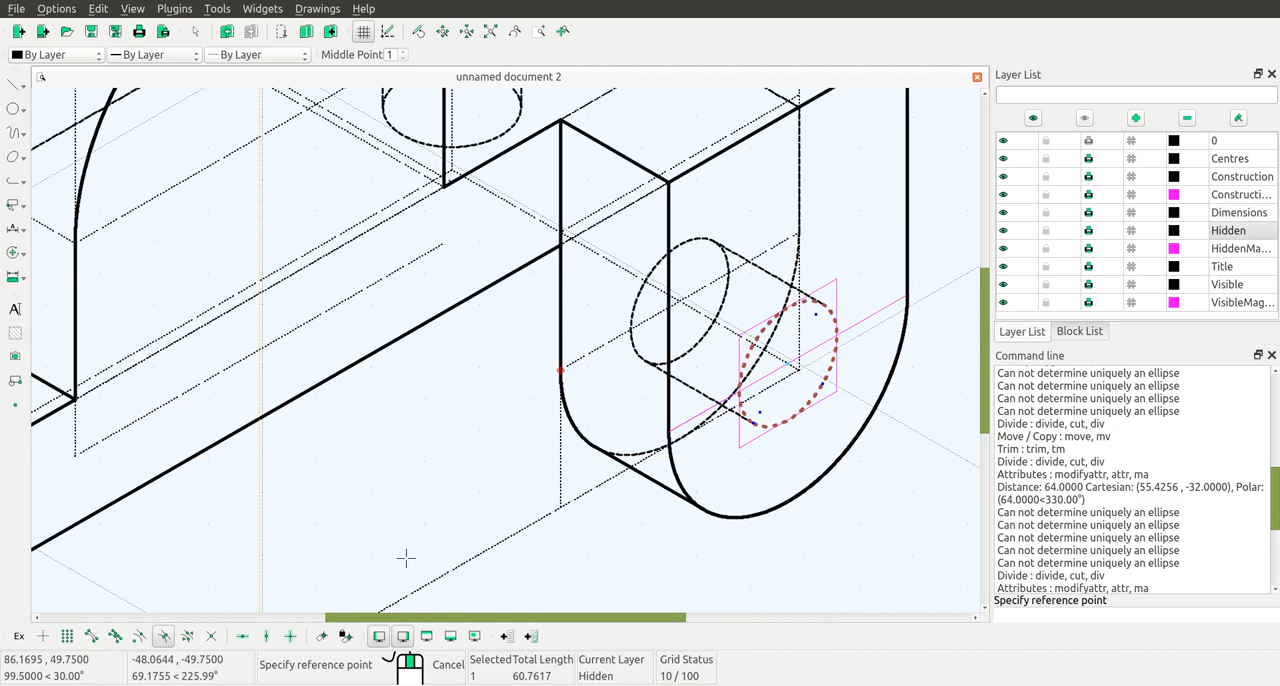 File Options Edit View Plugins Tools Widgets Drawings Help
By Layer By Layer By Layer Middle Point 1
unnamed document 2
Layer List
0
Centres
Construction
Constructi...
Dimensions
Hidden
HiddenMa...
Title
Visible
VisibleMag...
Layer List Block List
Command line
Can not determine uniquely an ellipse
Can not determine uniquely an ellipse
Can not determine uniquely an ellipse
Can not determine uniquely an ellipse
Divide : divide, cut, div
Move / Copy : move, mv
Trim : trim, tm
Divide : divide, cut, div
Attributes : modifyattr, attr, ma
Distance: 64.0000 Cartesian: (55.4256 , -32.0000), Polar:
(64.0000<330.00°)
Can not determine uniquely an ellipse
Can not determine uniquely an ellipse
Can not determine uniquely an ellipse
Can not determine uniquely an ellipse
Can not determine uniquely an ellipse
Divide : divide, cut, div
Attributes : modifyattr, attr, ma
Specify reference point
Ex
86.1695 , 49.7500 -48.0644 , -49.7500 Specify reference point Cancel Selected Total Length Current Layer Grid Status
99.5000 < 30.00° 69.1755 < 225.99° 1 60.7617 Hidden 10 / 100